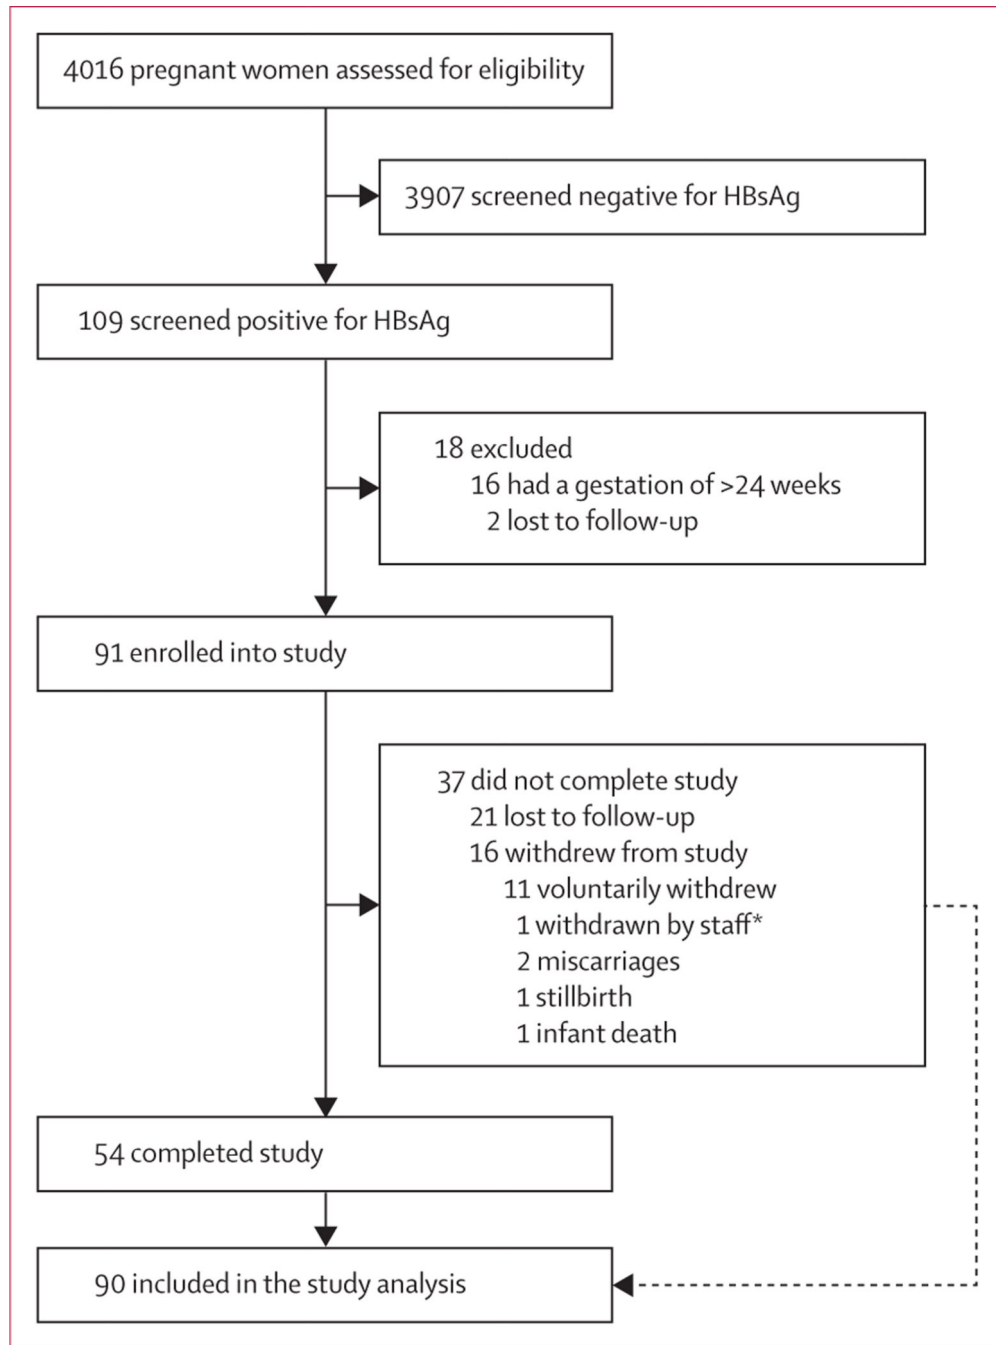 4016 pregnant women assessed for eligibility
3907 screened negative for HBsAg
109 screened positive for HBsAg
18 excluded
16 had a gestation of >24 weeks
2 lost to follow-up
91 enrolled into study
37 did not complete study
21 lost to follow-up
16 withdrew from study
11 voluntarily withdrew
1 withdrawn by staff*
2 miscarriages
1 stillbirth
1 infant death
54 completed study
90 included in the study analysis